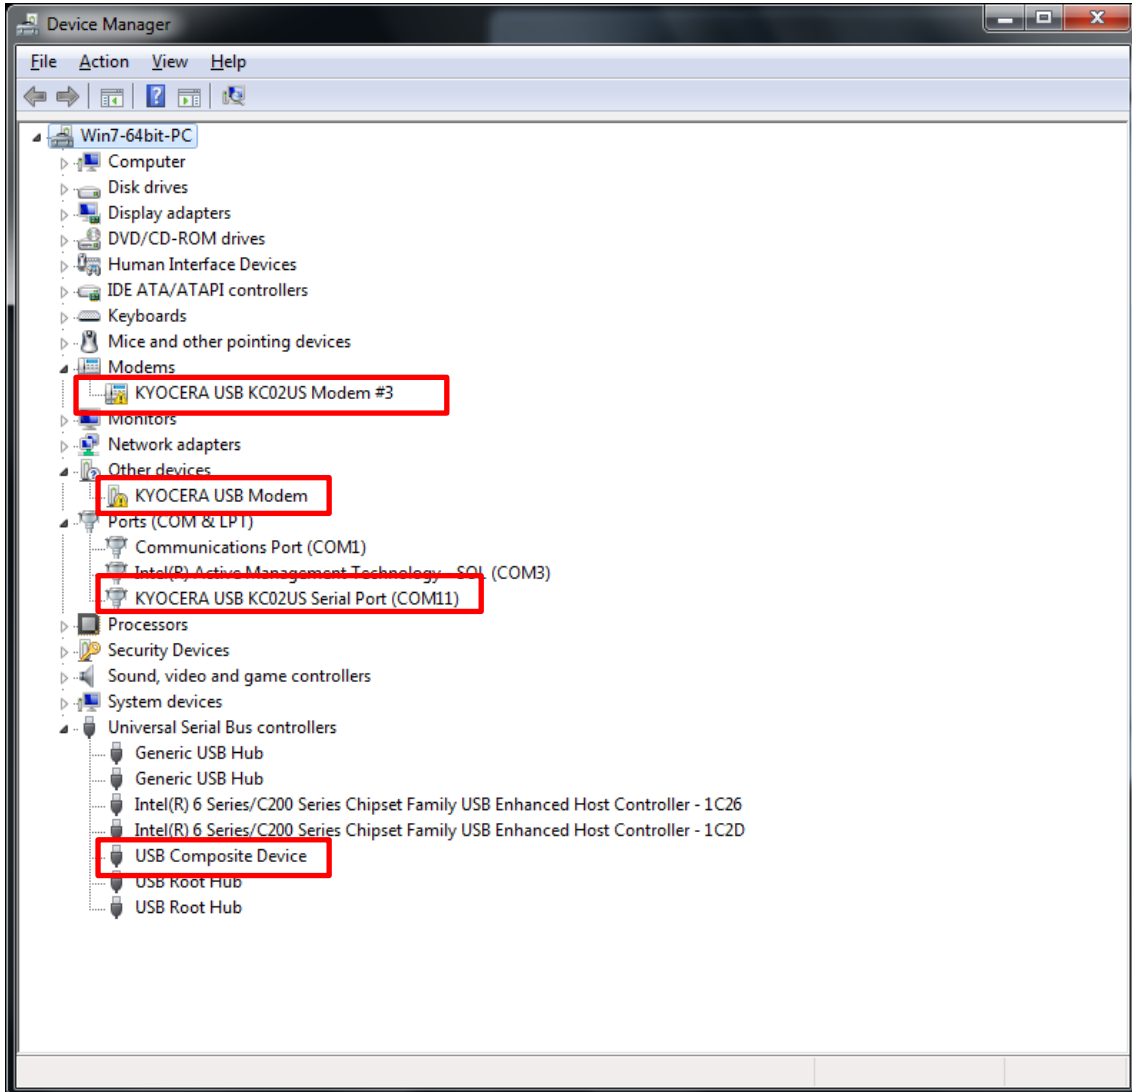 Device Manager
File Action View Help
Win7-64bit-PC
Computer
Disk drives
Display adapters
DVD/CD-ROM drives
Human Interface Devices
IDE ATA/ATAPI controllers
Keyboards
Mice and other pointing devices
Modems
KYOCERA USB KC02US Modem #3
Monitors
Network adapters
Other devices
KYOCERA USB Modem
Ports (COM & LPT)
Communications Port (COM1)
Intel(R) Active Management Technology - SOL (COM3)
KYOCERA USB KC02US Serial Port (COM11)
Processors
Security Devices
Sound, video and game controllers
System devices
Universal Serial Bus controllers
Generic USB Hub
Generic USB Hub
Intel(R) 6 Series/C200 Series Chipset Family USB Enhanced Host Controller - 1C26
Intel(R) 6 Series/C200 Series Chipset Family USB Enhanced Host Controller - 1C2D
USB Composite Device
USB Root Hub
USB Root Hub